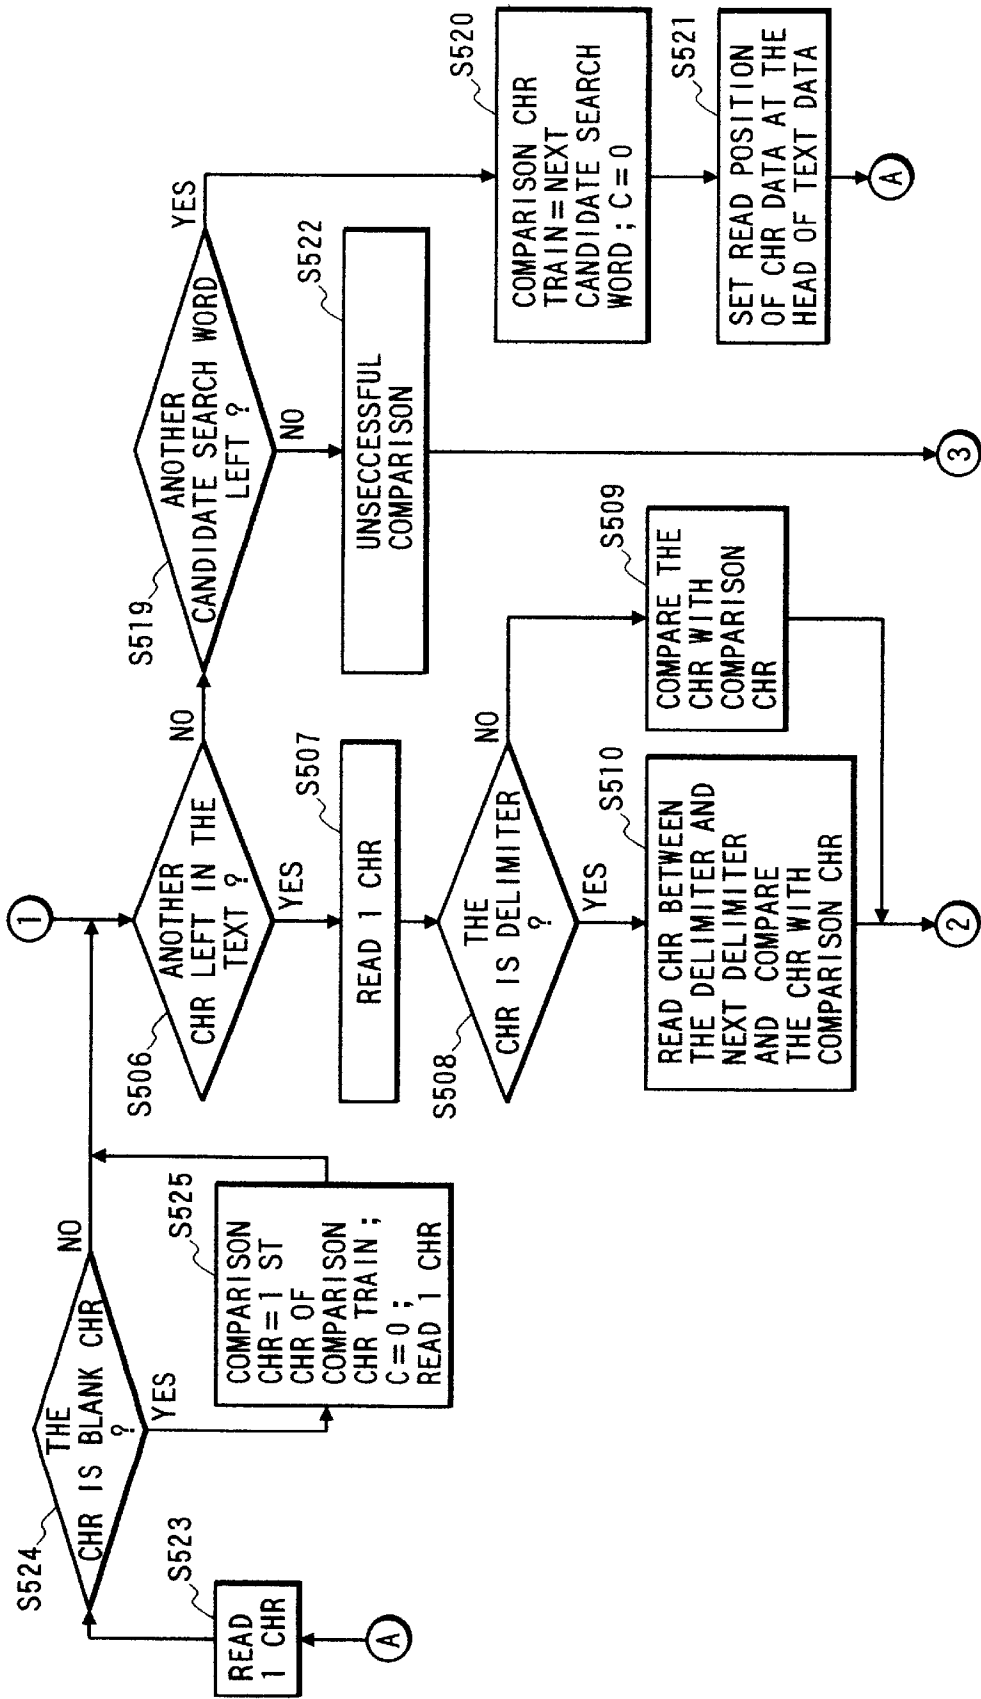 S524
THE
CHR IS BLANK CHR
?
NO
YES
S523
READ
1 CHR
A
S525
COMPARISON
CHR=1 ST
CHR OF
COMPARISON
CHR TRAIN;
C=0;
READ 1 CHR
1
S506
ANOTHER
CHR LEFT IN THE
TEXT ?
NO
YES
S507
READ 1 CHR
S508
THE
CHR IS DELIMITER
?
NO
YES
S510
READ CHR BETWEEN
THE DELIMITER AND
NEXT DELIMITER
AND COMPARE
THE CHR WITH
COMPARISON CHR
S509
COMPARE THE
CHR WITH
COMPARISON
CHR
2
S519
ANOTHER
CANDIDATE SEARCH WORD
LEFT ?
YES
NO
S522
UNSECCESSFUL
COMPARISON
3
S520
COMPARISON CHR
TRAIN=NEXT
CANDIDATE SEARCH
WORD; C=0
S521
SET READ POSITION
OF CHR DATA AT THE
HEAD OF TEXT DATA
A